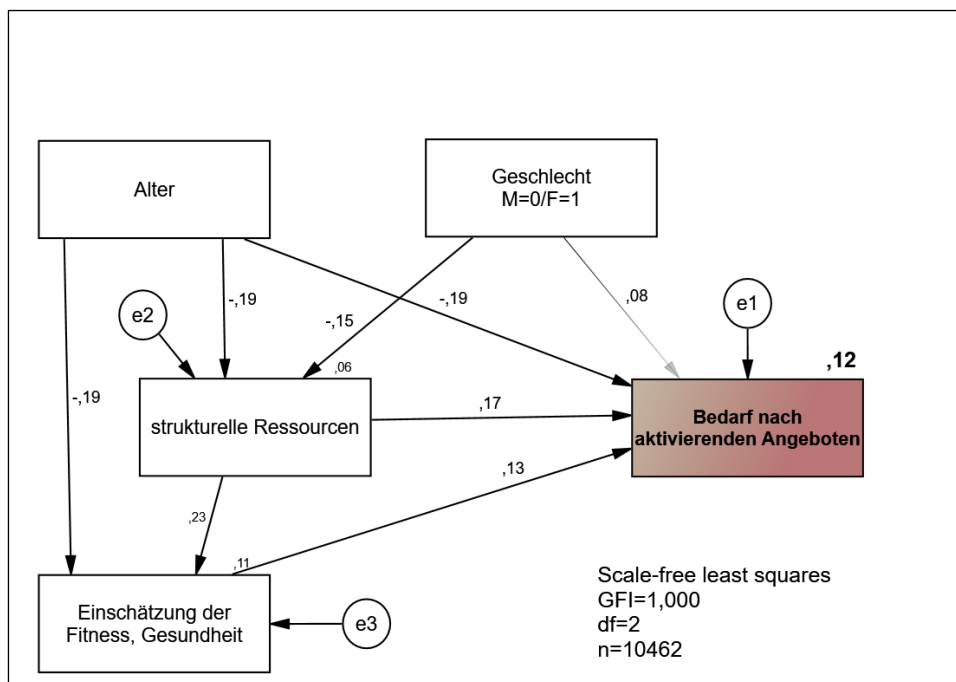 Alter
Geschlecht
M=0/F=1
-,19
-,15
-,19
,08
e2
e1
,06
,12
-,19
strukturelle Ressourcen
,17
Bedarf nach
aktivierenden Angeboten
,13
,23
,11
Einschätzung der
Fitness, Gesundheit
e3
Scale-free least squares
GFI=1,000
df=2
n=10462